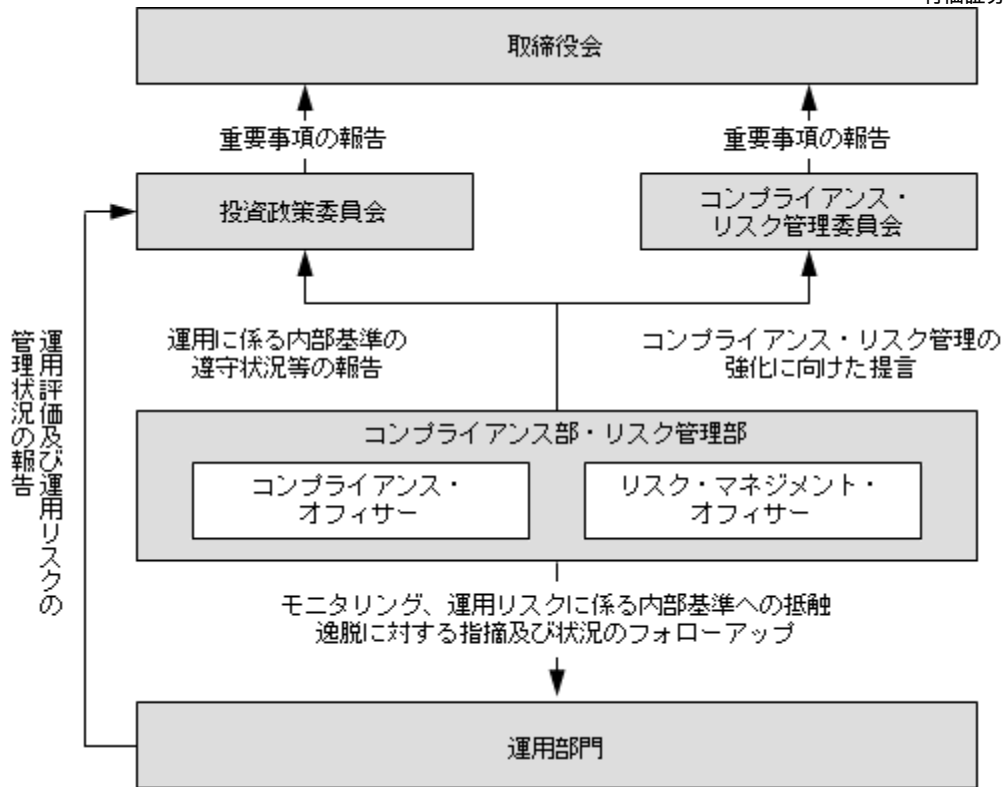 取締役会
重要事項の報告
重要事項の報告
投資政策委員会
コンプライアンス・
リスク管理委員会
運用に係る内部基準の
遵守状況等の報告
コンプライアンス・リスク管理の
強化に向けた提言
運用評価及び運用リスクの
管理状況の報告
コンプライアンス部・リスク管理部
コンプライアンス・
オフィサー
リスク・マネジメント・
オフィサー
モニタリング、運用リスクに係る内部基準への抵触
逸脱に対する指摘及び状況のフォローアップ
運用部門